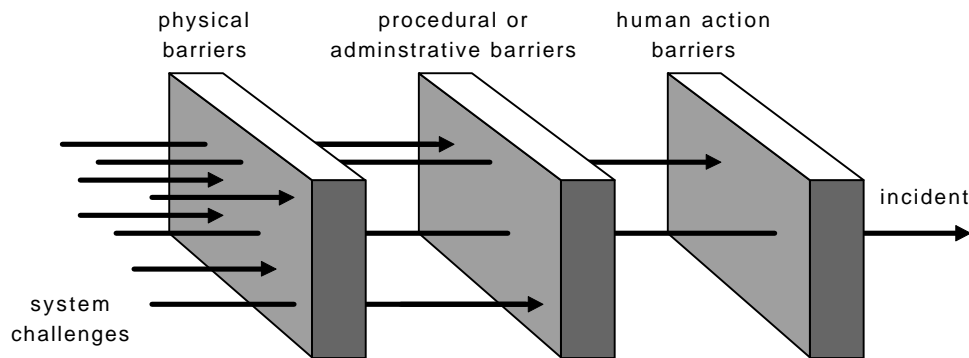 physical
barriers
procedural or
adminstrative barriers
human action
barriers
incident
system
challenges